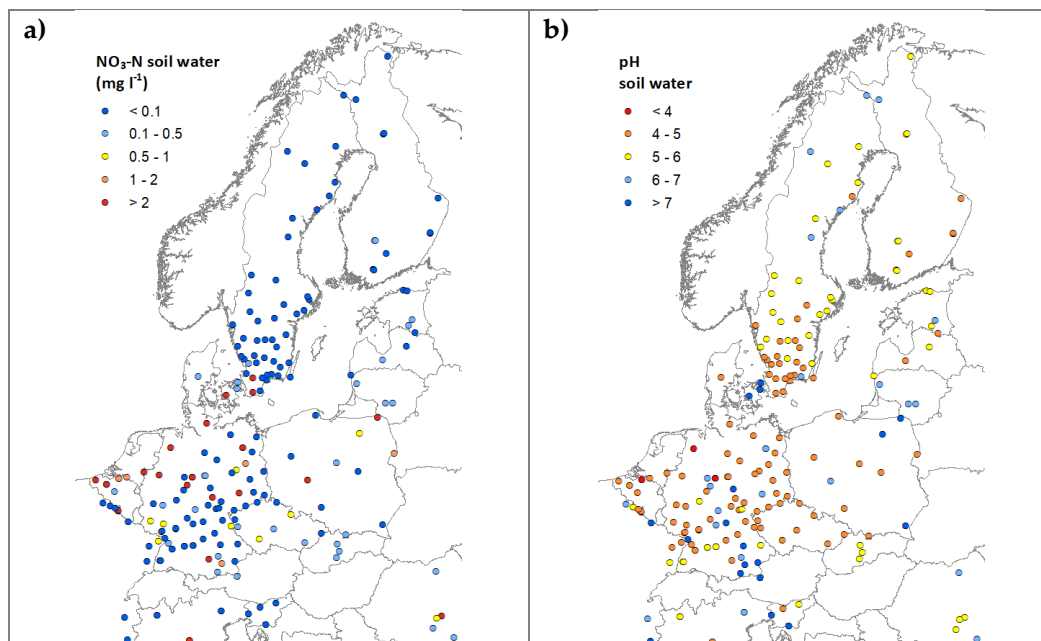 a)
NO₃-N soil water
(mg l⁻¹)
< 0.1
0.1 - 0.5
0.5 - 1
1 - 2
> 2
b)
pH
soil water
< 4
4 - 5
5 - 6
6 - 7
> 7